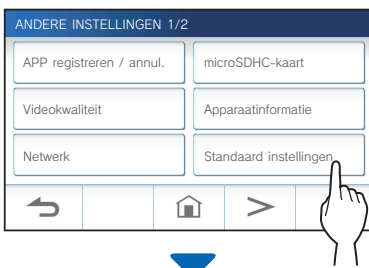 ANDERE INSTELLINGEN 1/2
APP registreren / annul.
microSDHC-kaart
Videokwaliteit
Apparaatinformatie
Netwerk
Standaard instellingen